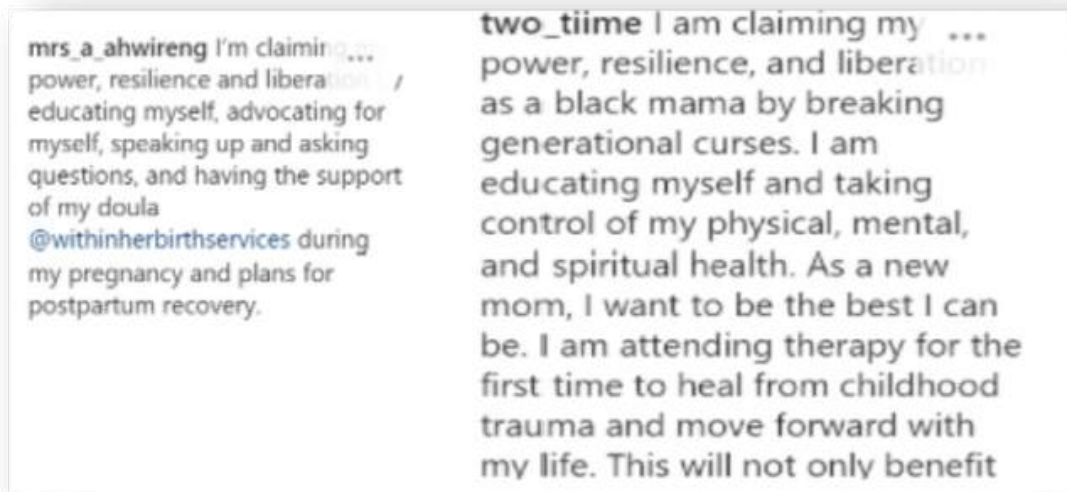 mrs_a_ahwireng I'm claiming ...
power, resilience and liberation
educating myself, advocating for
myself, speaking up and asking
questions, and having the support
of my doula
@withinherbirthservices during
my pregnancy and plans for
postpartum recovery.
two_tiime I am claiming my ...
power, resilience, and liberation
as a black mama by breaking
generational curses. I am
educating myself and taking
control of my physical, mental,
and spiritual health. As a new
mom, I want to be the best I can
be. I am attending therapy for the
first time to heal from childhood
trauma and move forward with
my life. This will not only benefit